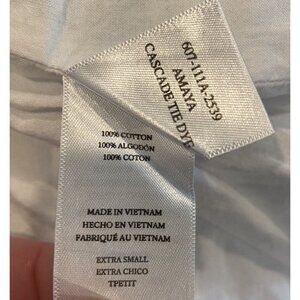 607-111A-2539
AMAYA
CASCADE TIE DYE
100% COTTON
100% ALGODÓN
100% COTON
MADE IN VIETNAM
HECHO EN VIETNAM
FABRIQUÉ AU VIETNAM
EXTRA SMALL
EXTRA CHICO
TPETIT